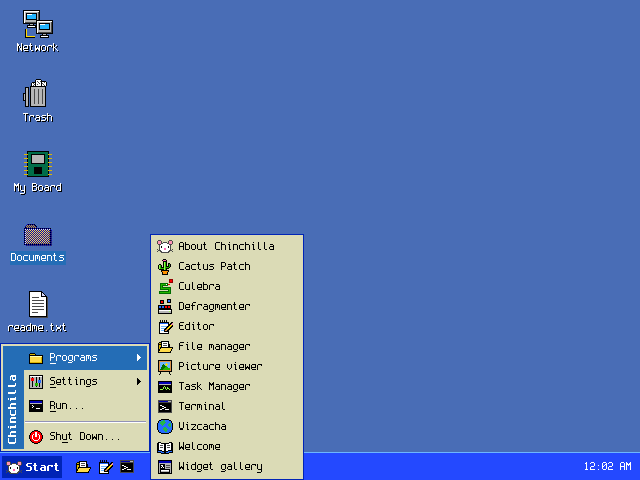 Network
Trash
My Board
Documents
readme.txt
Chinchilla
Programs
Settings
Run...
Shut Down...
About Chinchilla
Cactus Patch
Culebra
Defragmenter
Editor
File manager
Picture viewer
Task Manager
Terminal
Vizcacha
Welcome
Widget gallery
Start
12:02 AM